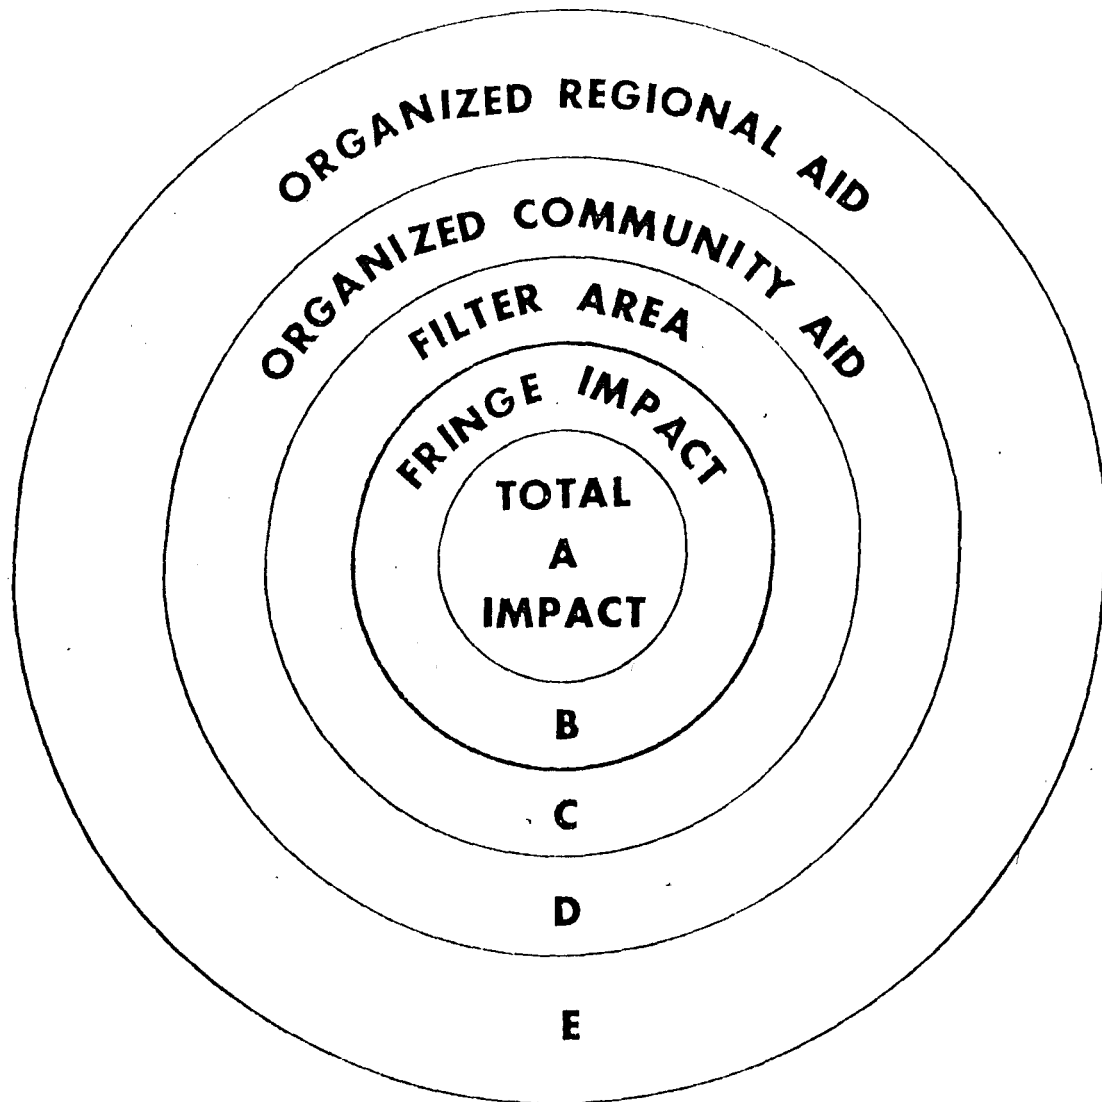 ORGANIZED REGIONAL AID
ORGANIZED COMMUNITY AID
FILTER AREA
FRINGE IMPACT
TOTAL
A
IMPACT
B
C
D
E